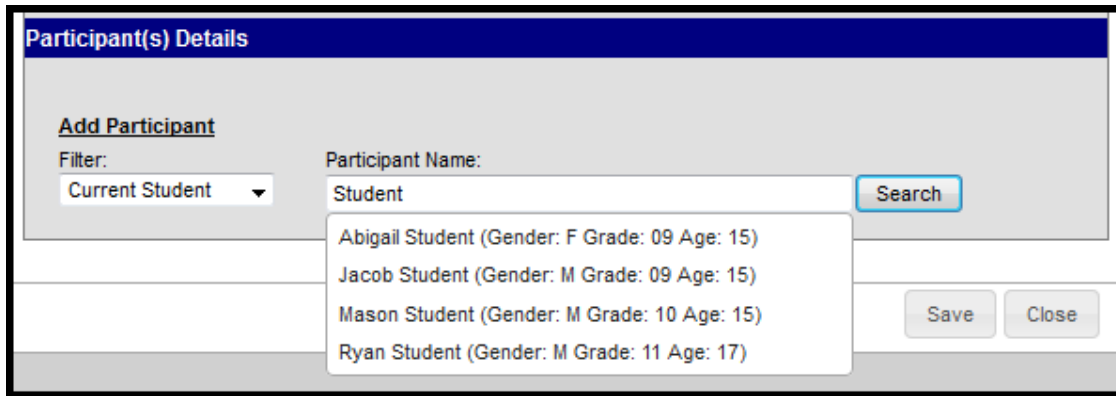 Participant(s) Details
Add Participant
Filter:
Participant Name:
Current Student
Student
Search
Abigail Student (Gender: F Grade: 09 Age: 15)
Jacob Student (Gender: M Grade: 09 Age: 15)
Mason Student (Gender: M Grade: 10 Age: 15)
Ryan Student (Gender: M Grade: 11 Age: 17)
Save
Close